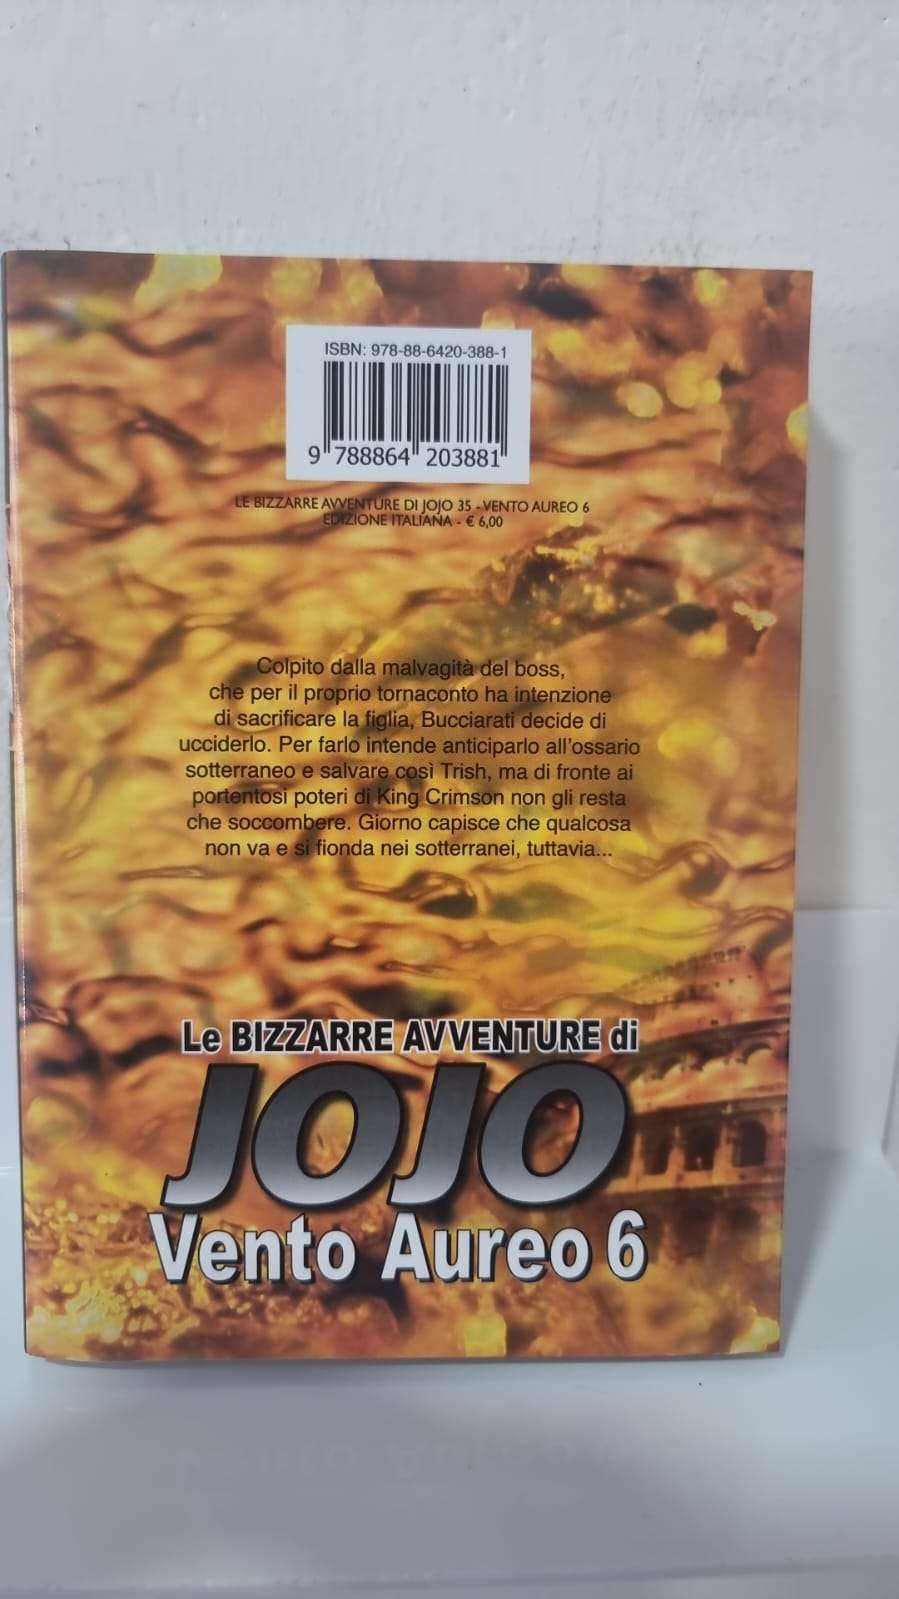 ISBN: 978-88-6420-388-1
9 788864 203881
LE BIZZARRE AVVENTURE DI JOJO 35 - VENTO AUREO 6
EDIZIONE ITALIANA - € 6,00
Colpito dalla malvagità del boss,
che per il proprio tornaconto ha intenzione
di sacrificare la figlia, Bucciarati decide di
ucciderlo. Per farlo intende anticiparlo all'ossario
sotterraneo e salvare così Trish, ma di fronte ai
portentosi poteri di King Crimson non gli resta
che soccombere. Giorno capisce che qualcosa
non va e si fionda nei sotterranei, tuttavia...
Le BIZZARRE AVVENTURE di
JOJO
Vento Aureo 6